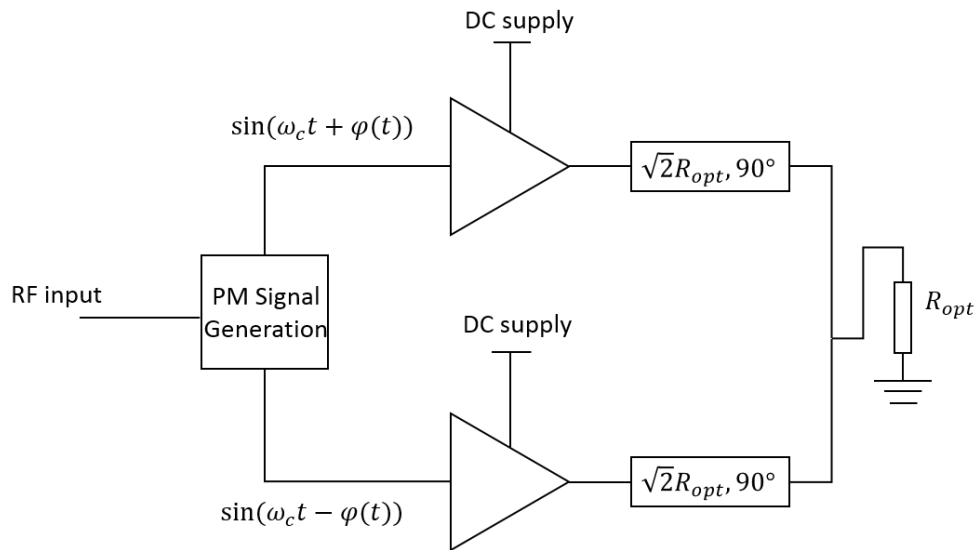 DC supply
sin(ω_c t + φ(t))
√2R_opt, 90°
RF input
PM Signal
Generation
R_opt
DC supply
√2R_opt, 90°
sin(ω_c t − φ(t))